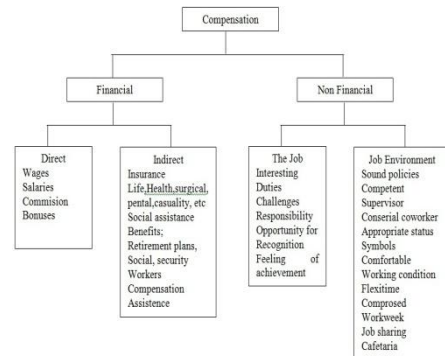 Compensation
Financial
Non Financial
Direct
Wages
Salaries
Commision
Bonuses
Indirect
Insurance
Life,Health,surgical,
pental,casuality, etc
Social assistance
Benefits;
Retirement plans,
Social, security
Workers
Compensation
Assistence
The Job
Interesting
Duties
Challenges
Responsibility
Opportunity for
Recognition
Feeling of
achievement
Job Environment
Sound policies
Competent
Supervisor
Conserial coworker
Appropriate status
Symbols
Comfortable
Working condition
Flexitime
Comprosed
Workweek
Job sharing
Cafetaria